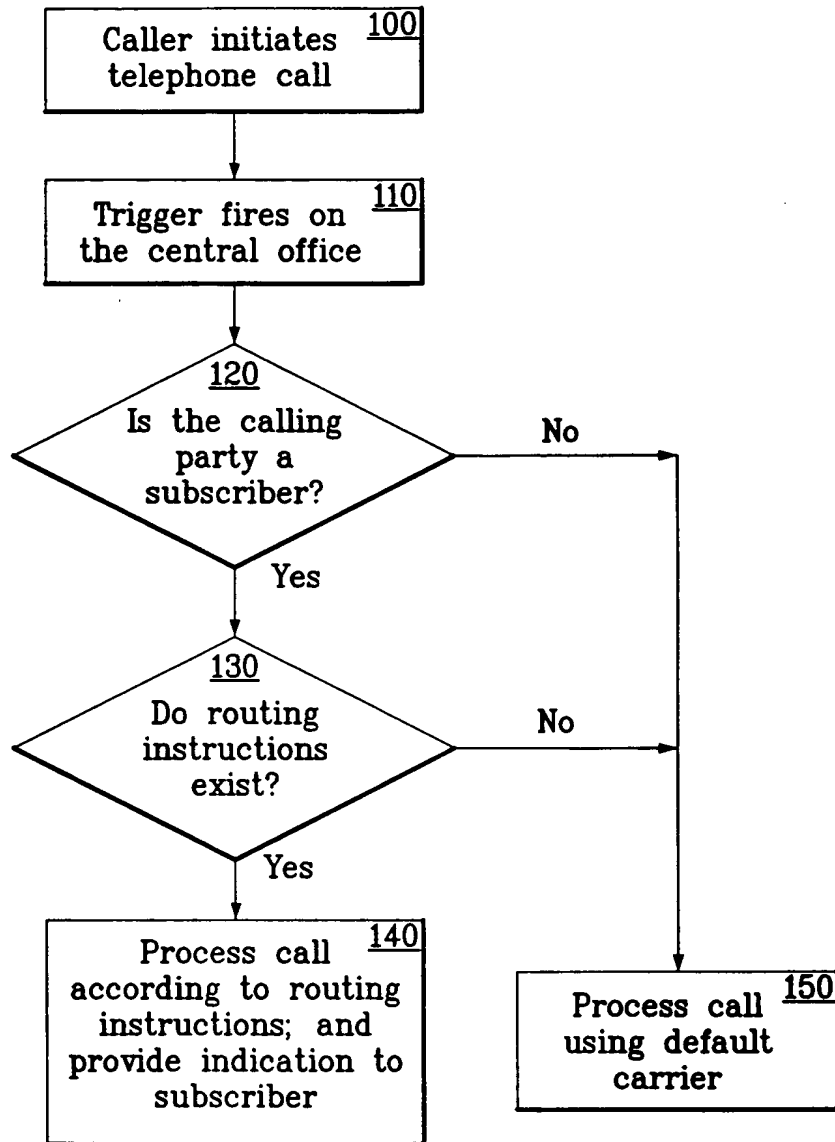 100
Caller initiates
telephone call
110
Trigger fires on
the central office
120
Is the calling
party a
subscriber?
No
Yes
130
Do routing
instructions
exist?
No
Yes
140
Process call
according to routing
instructions; and
provide indication to
subscriber
150
Process call
using default
carrier